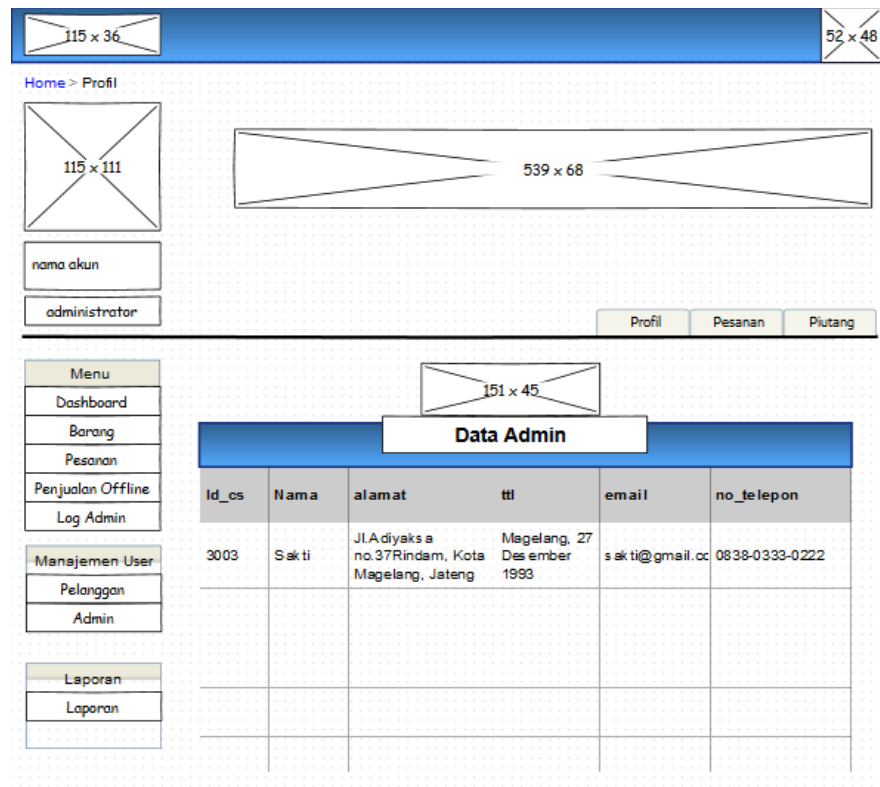 115 x 36
52 x 48
Home > Profil
115 x 111
539 x 68
nama akun
administrator
Profil Pesanan Piutang
Menu
Dashboard
Barang
Pesanan
Penjualan Offline
Log Admin
Manajemen User
Pelanggan
Admin
Laporan
Laporan
151 x 45
Data Admin
Id_cs Nama alamat ttl email no_telepon
3003 Sakti Jl.Adiyaksa no.37Rindam, Kota Magelang, Jateng Magelang, 27 Desember 1993 sakti@gmail.cc 0838-0333-0222